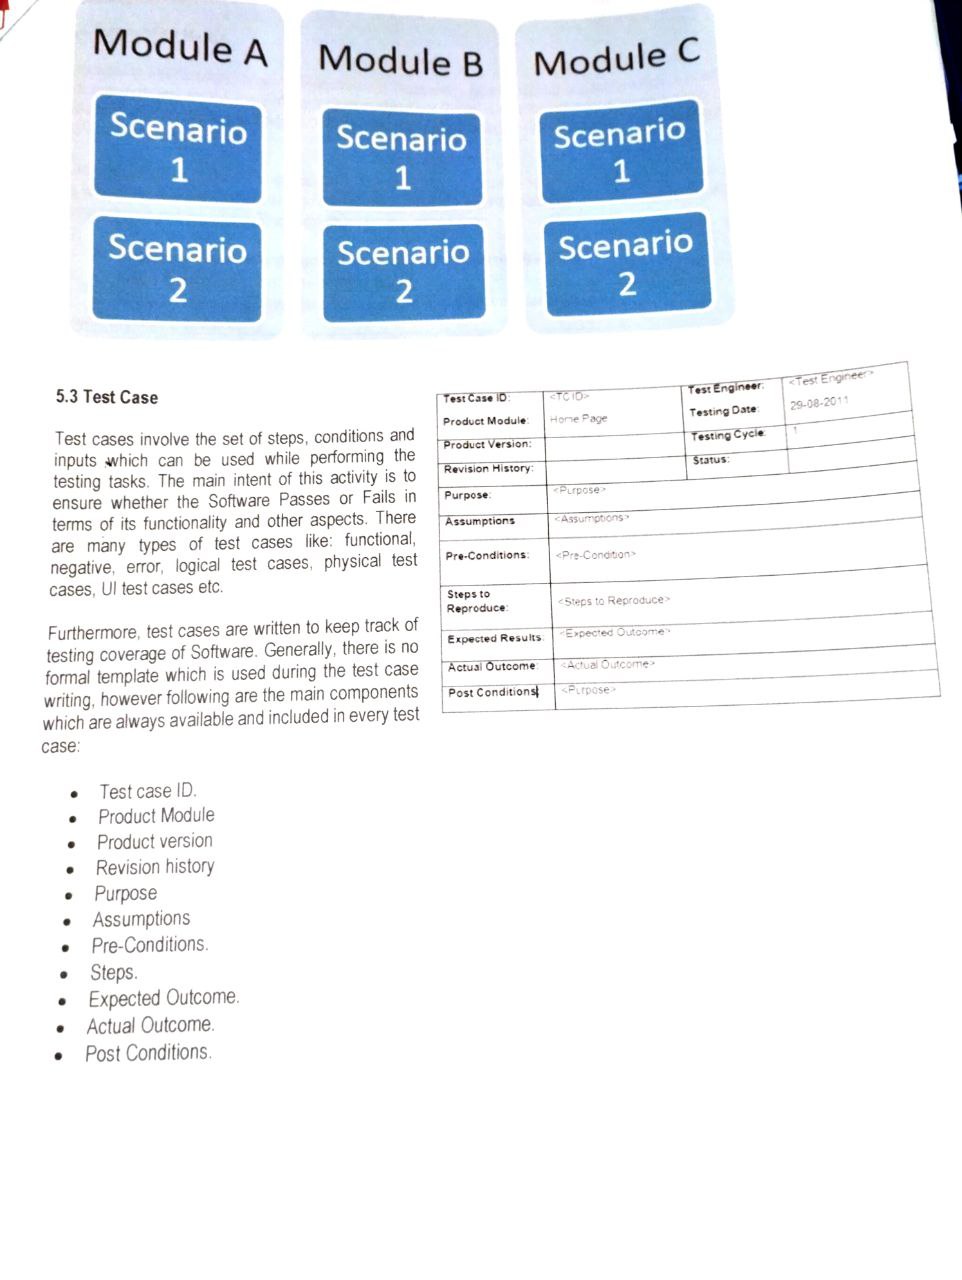 Module A
Scenario
1
Scenario
2
Module B
Scenario
1
Scenario
2
Module C
Scenario
1
Scenario
2
5.3 Test Case
Test cases involve the set of steps, conditions and
inputs which can be used while performing the
testing tasks. The main intent of this activity is to
ensure whether the Software Passes or Fails in
terms of its functionality and other aspects. There
are many types of test cases like: functional,
negative, error, logical test cases, physical test
cases, UI test cases etc.
Furthermore, test cases are written to keep track of
testing coverage of Software. Generally, there is no
formal template which is used during the test case
writing, however following are the main components
which are always available and included in every test
case:
• Test case ID.
• Product Module
• Product version
• Revision history
• Purpose
• Assumptions
• Pre-Conditions.
• Steps.
• Expected Outcome.
• Actual Outcome.
• Post Conditions.
Test Case ID: <TC ID> Test Engineer: <Test Engineer>
Product Module: Home Page Testing Date: 29-08-2011
Product Version: Testing Cycle: 1
Revision History: Status:
Purpose: <Purpose>
Assumptions <Assumptions>
Pre-Conditions: <Pre-Condition>
Steps to
Reproduce: <Steps to Reproduce>
Expected Results: <Expected Outcome>
Actual Outcome: <Actual Outcome>
Post Conditions <Purpose>